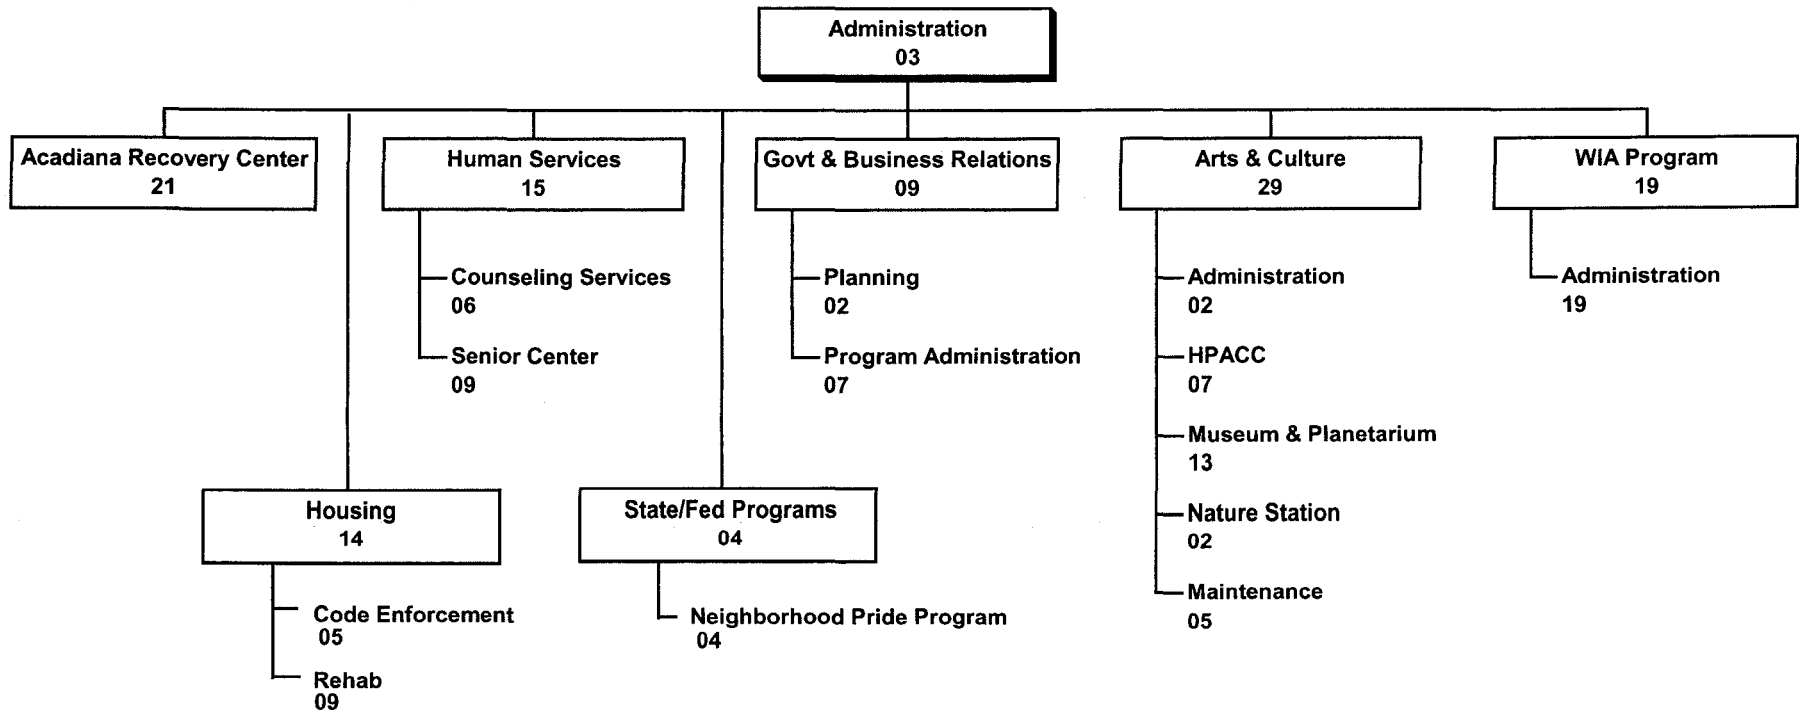 Administration
03
Acadiana Recovery Center
21
Human Services
15
Govt & Business Relations
09
Arts & Culture
29
WIA Program
19
Counseling Services
06
Senior Center
09
Planning
02
Program Administration
07
Administration
02
HPACC
07
Museum & Planetarium
13
Nature Station
02
Maintenance
05
Administration
19
Housing
14
Code Enforcement
05
Rehab
09
State/Fed Programs
04
Neighborhood Pride Program
04